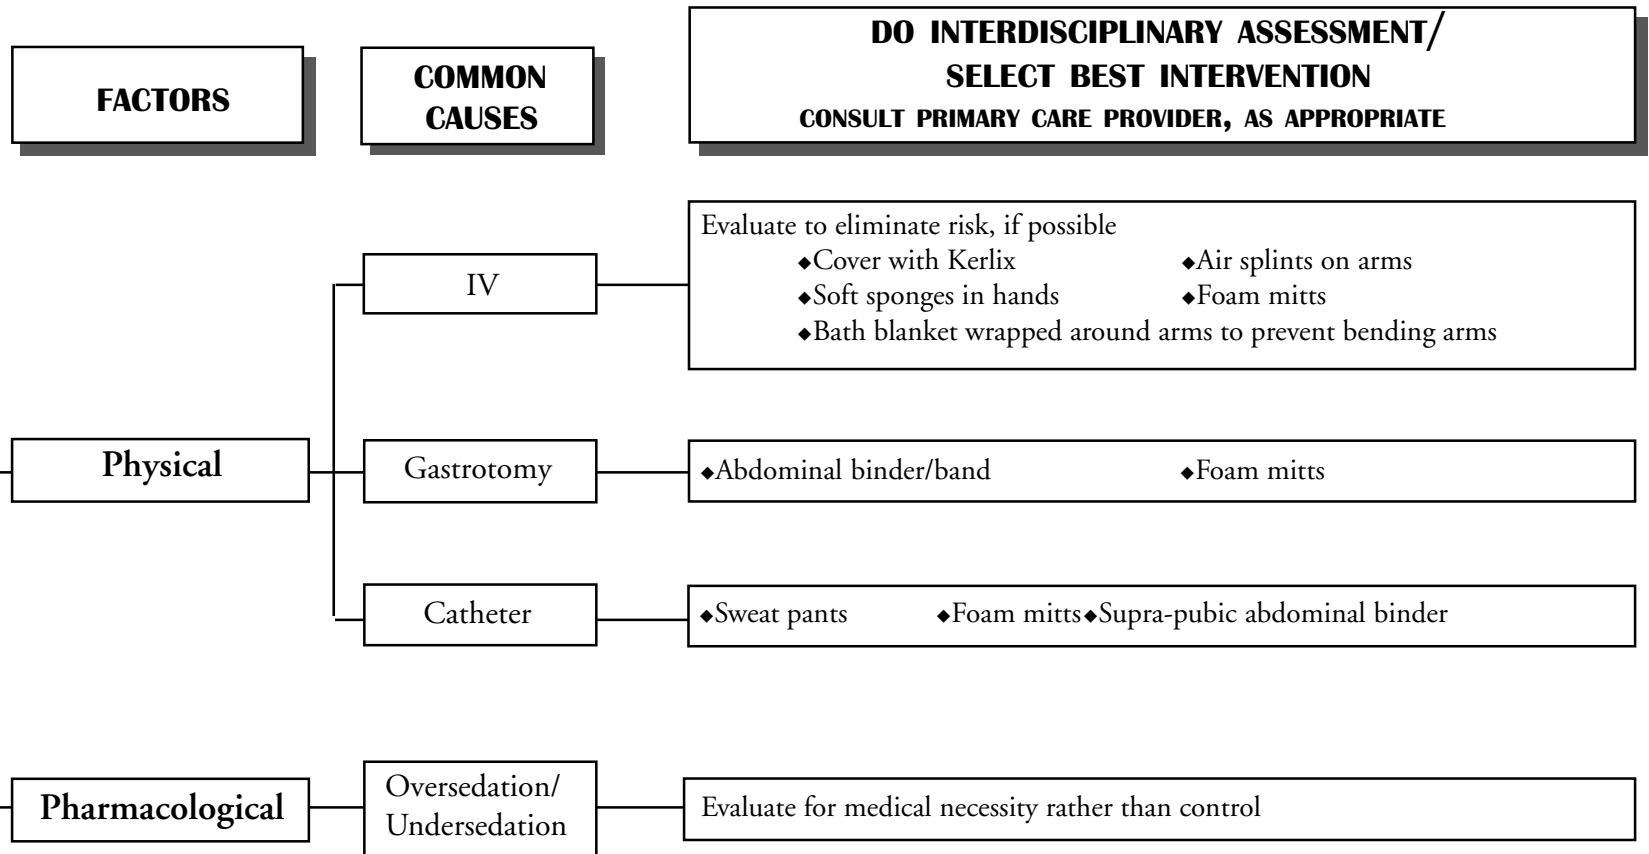 FACTORS
COMMON
CAUSES
DO INTERDISCIPLINARY ASSESSMENT/
SELECT BEST INTERVENTION
CONSULT PRIMARY CARE PROVIDER, AS APPROPRIATE
IV
Evaluate to eliminate risk, if possible
◆Cover with Kerlix ◆Air splints on arms
◆Soft sponges in hands ◆Foam mitts
◆Bath blanket wrapped around arms to prevent bending arms
Physical
Gastrotomy
◆Abdominal binder/band ◆Foam mitts
Catheter
◆Sweat pants ◆Foam mitts◆Supra-pubic abdominal binder
Pharmacological
Oversedation/
Undersedation
Evaluate for medical necessity rather than control